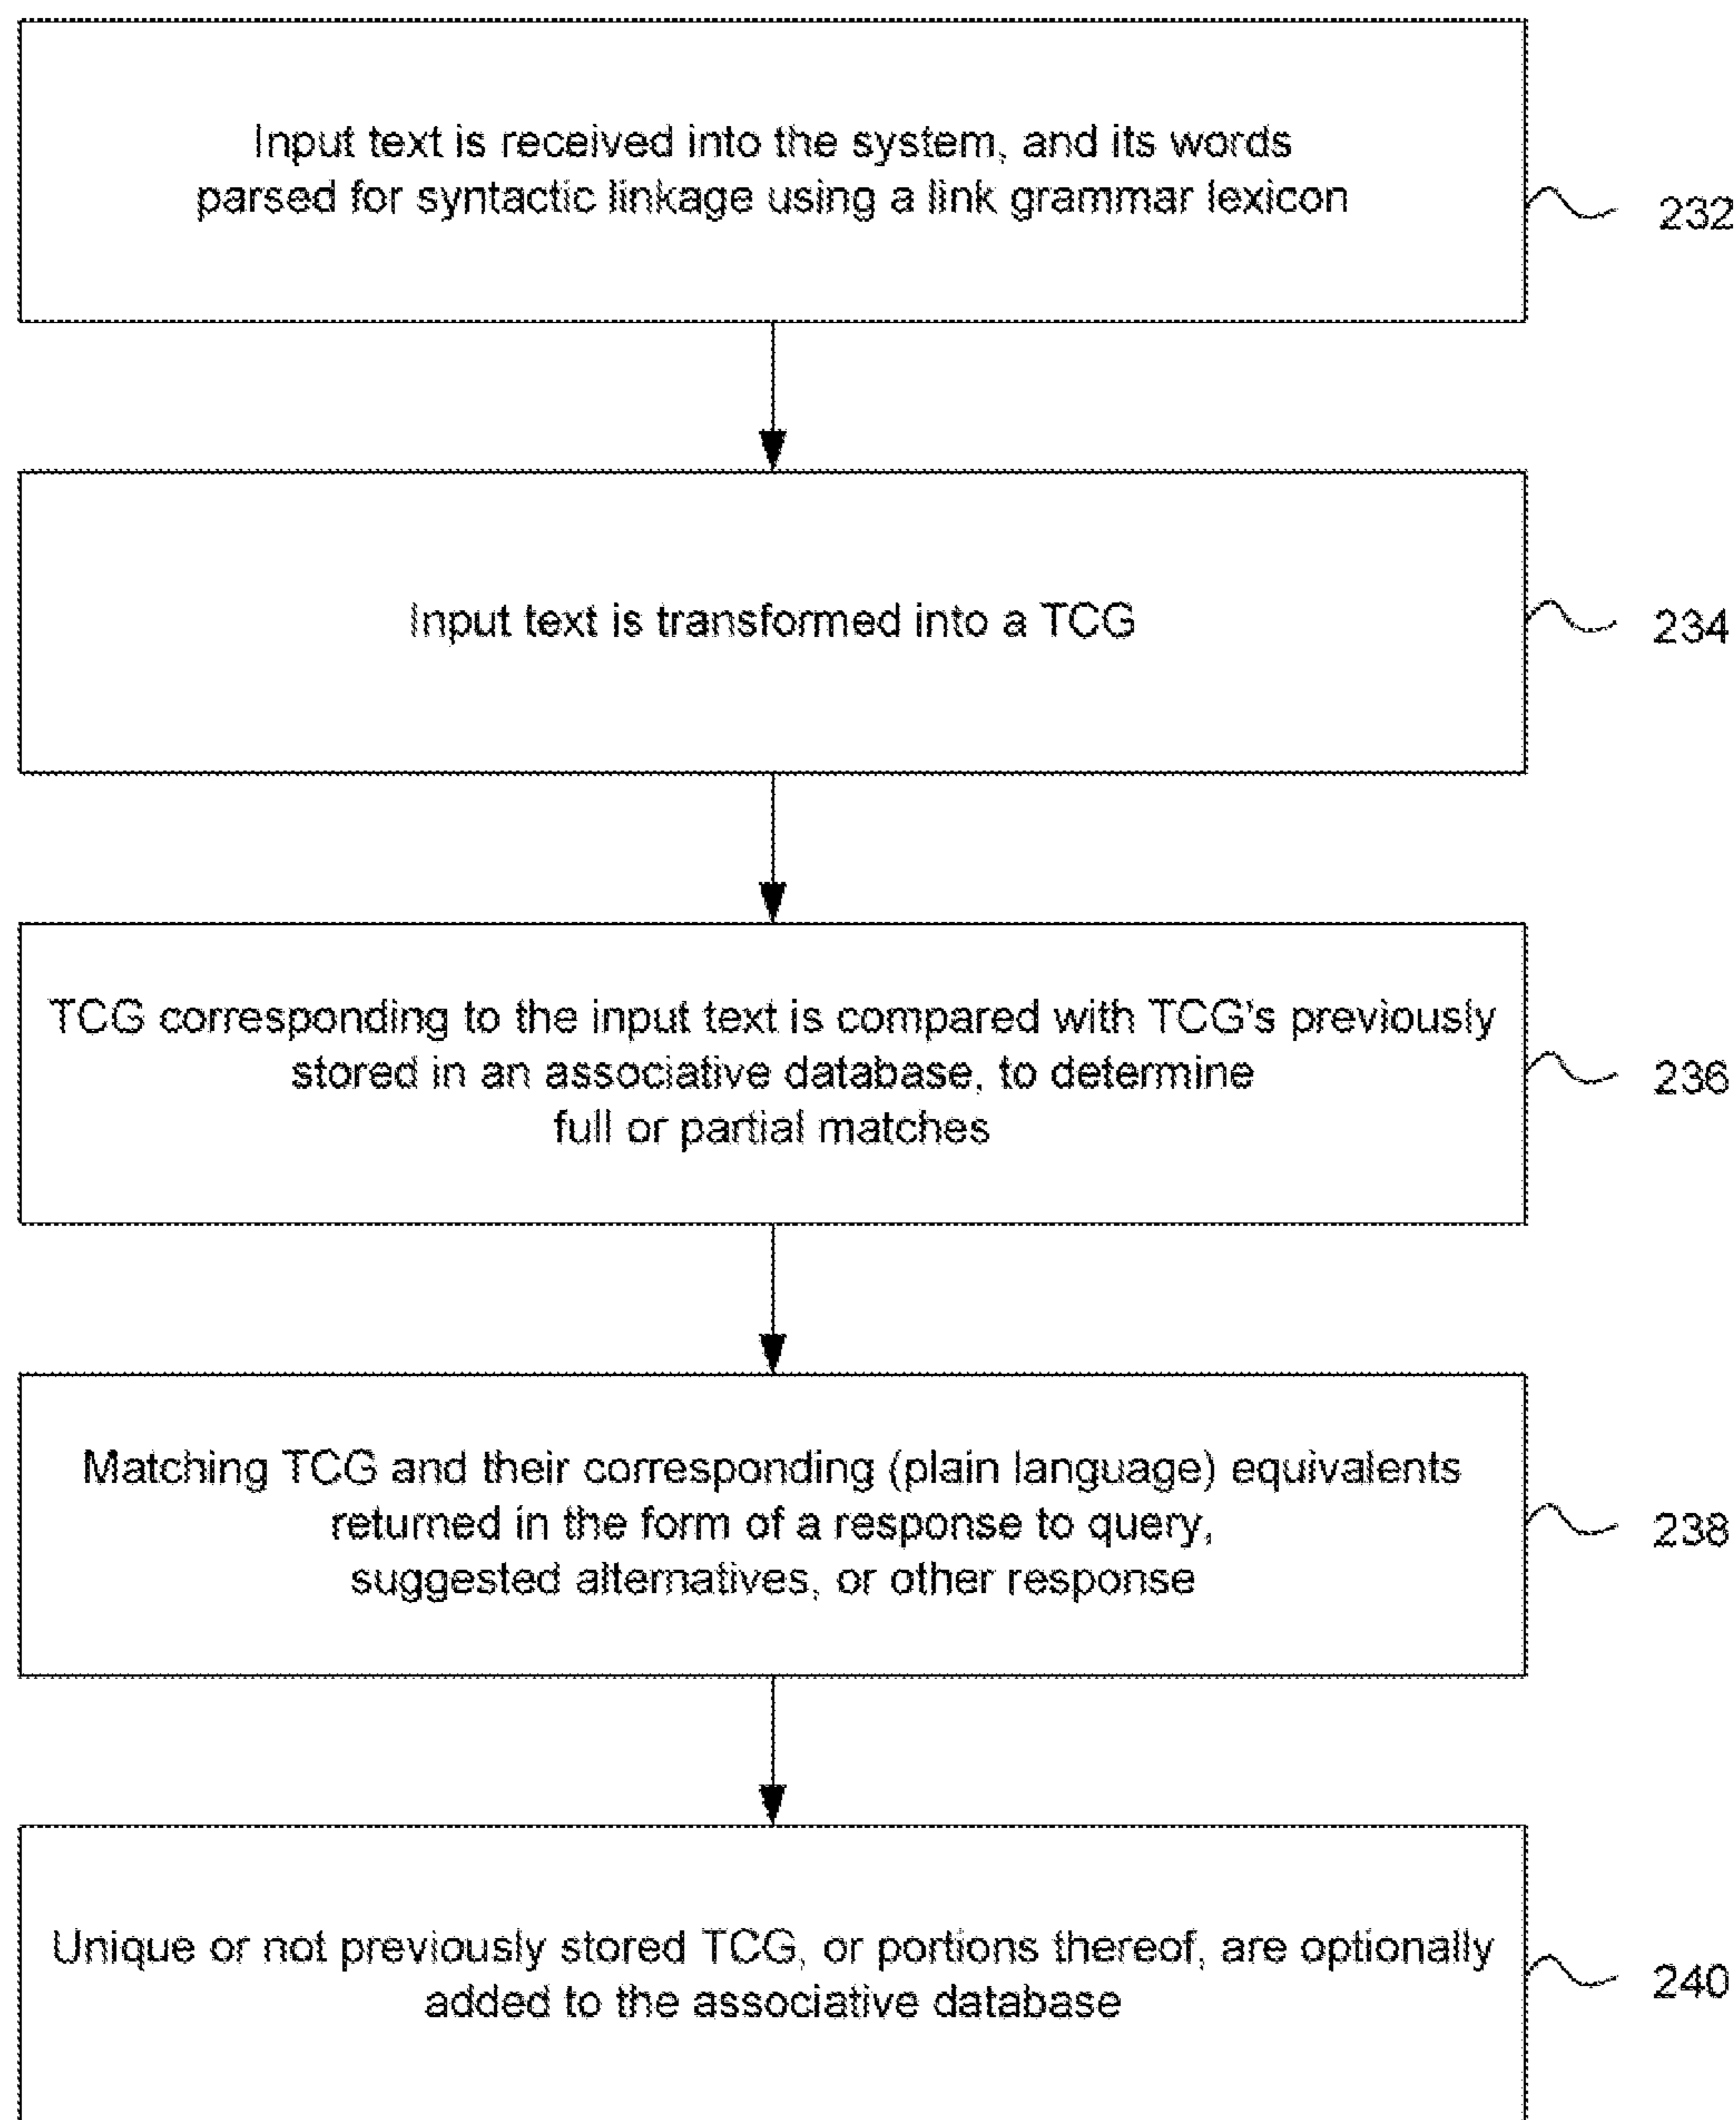 Input text is received into the system, and its words
parsed for syntactic linkage using a link grammar lexicon
232
Input text is transformed into a TCG
234
TCG corresponding to the input text is compared with TCG's previously
stored in an associative database, to determine
full or partial matches
236
Matching TCG and their corresponding (plain language) equivalents
returned in the form of a response to query,
suggested alternatives, or other response
238
Unique or not previously stored TCG, or portions thereof, are optionally
added to the associative database
240